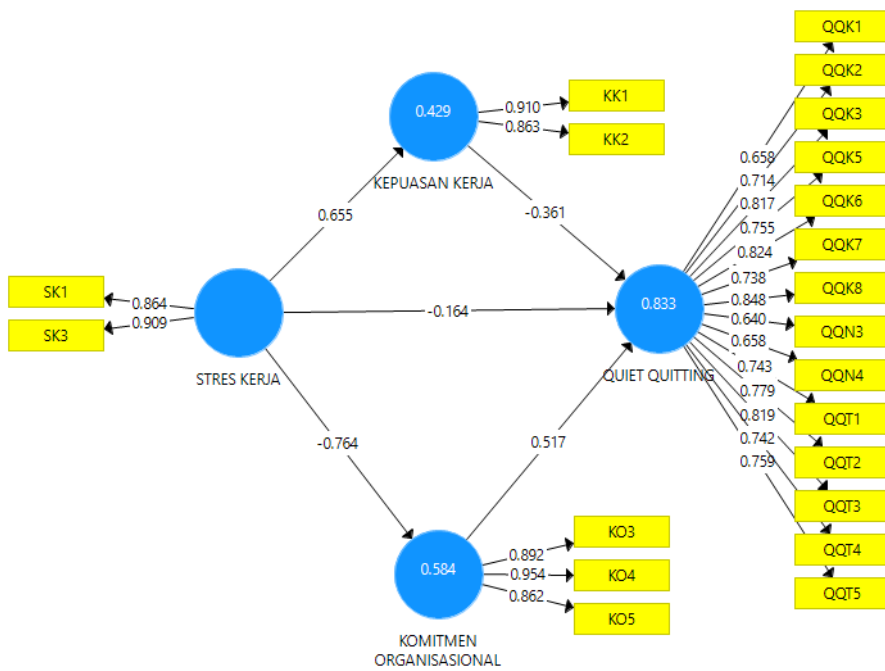 QQK1
QQK2
QQK3
QQK5
QQK6
QQK7
QQK8
QQN3
QQN4
QQT1
QQT2
QQT3
QQT4
QQT5
0.658
0.714
0.817
0.755
0.824
0.738
0.848
0.640
0.658
0.743
0.779
0.819
0.742
0.759
0.429
KEPUASAN KERJA
0.910
0.863
KK1
KK2
0.655
-0.361
SK1
SK3
0.864
0.909
STRES KERJA
-0.164
0.833
QUIET QUITTING
-0.764
0.517
0.584
KOMITMEN
ORGANISASIONAL
0.892
0.954
0.862
KO3
KO4
KO5